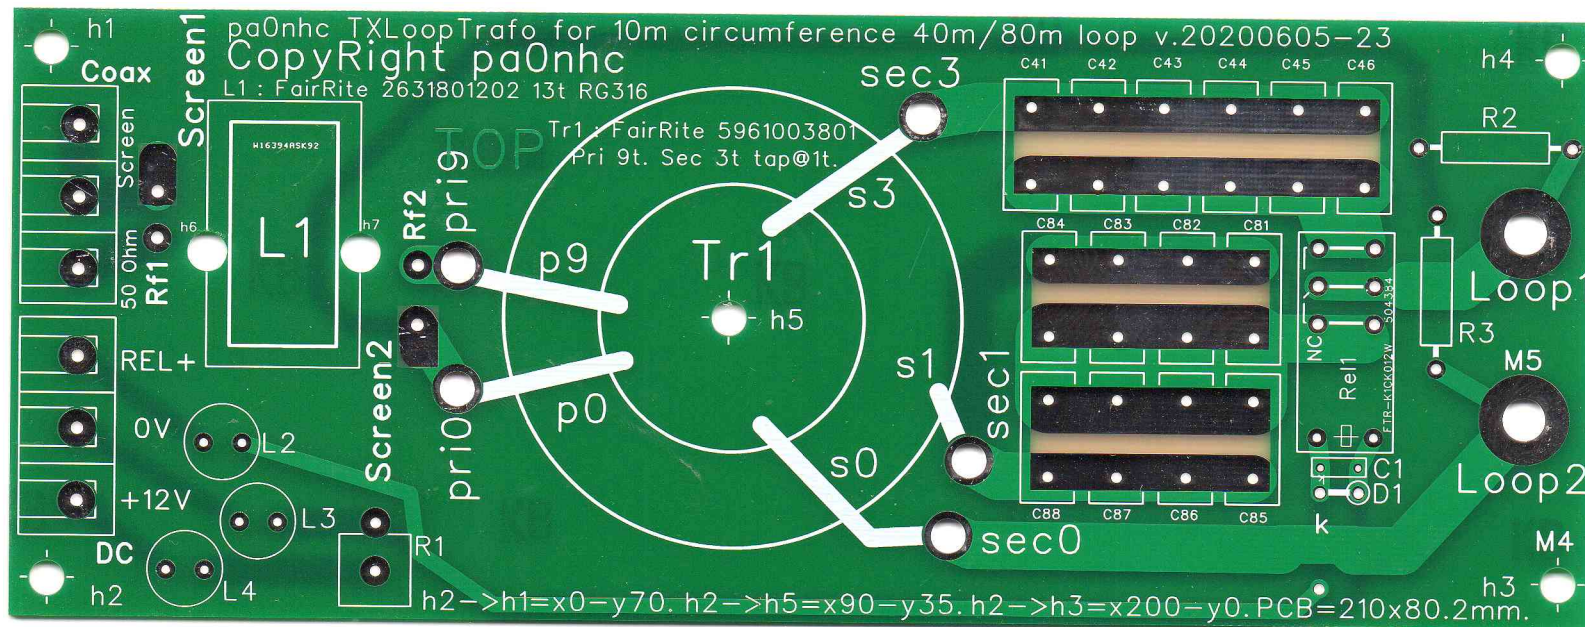 h1
pa0nhc TXLoopTrafo for 10m circumference 40m/80m loop v.20200605-23
CopyRight pa0nhc
L1 : FairRite 2631801202 13t RG316
Screen1
Coax
Screen
50 Ohm
Rf1
W16394ASK92
h6
L1
h7
TOP
Tr1 : FairRite 5961003801
Pri 9t. Sec 3t tap@1t.
sec3
s3
C41
C42
C43
C44
C45
C46
h4
R2
C84
C83
C82
C81
Rf2
pri9
p9
Tr1
h5
Loop1
504384
NC
R3
M5
Rel1
FTR-K1CK012W
REL+
0V
+12V
DC
L2
L3
L4
R1
Screen2
pri0
p0
s1
sec1
s0
sec0
C88
C87
C86
C85
C1
D1
k
Loop2
M4
h3
h2
h2->h1=x0-y70. h2->h5=x90-y35. h2->h3=x200-y0. PCB=210x80.2mm.